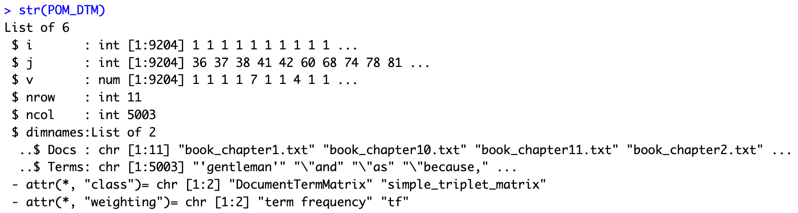 > str(POM_DTM)
List of 6
 $ i       : int [1:9204] 1 1 1 1 1 1 1 1 1 1 ...
 $ j       : int [1:9204] 36 37 38 41 42 60 68 74 78 81 ...
 $ v       : num [1:9204] 1 1 1 1 7 1 1 4 1 1 ...
 $ nrow    : int 11
 $ ncol    : int 5003
 $ dimnames:List of 2
  ..$ Docs : chr [1:11] "book_chapter1.txt" "book_chapter10.txt" "book_chapter11.txt" "book_chapter2.txt" ...
  ..$ Terms: chr [1:5003] "'gentleman'" "\"and" "\"as" "\"because," ...
 - attr(*, "class")= chr [1:2] "DocumentTermMatrix" "simple_triplet_matrix"
 - attr(*, "weighting")= chr [1:2] "term frequency" "tf"